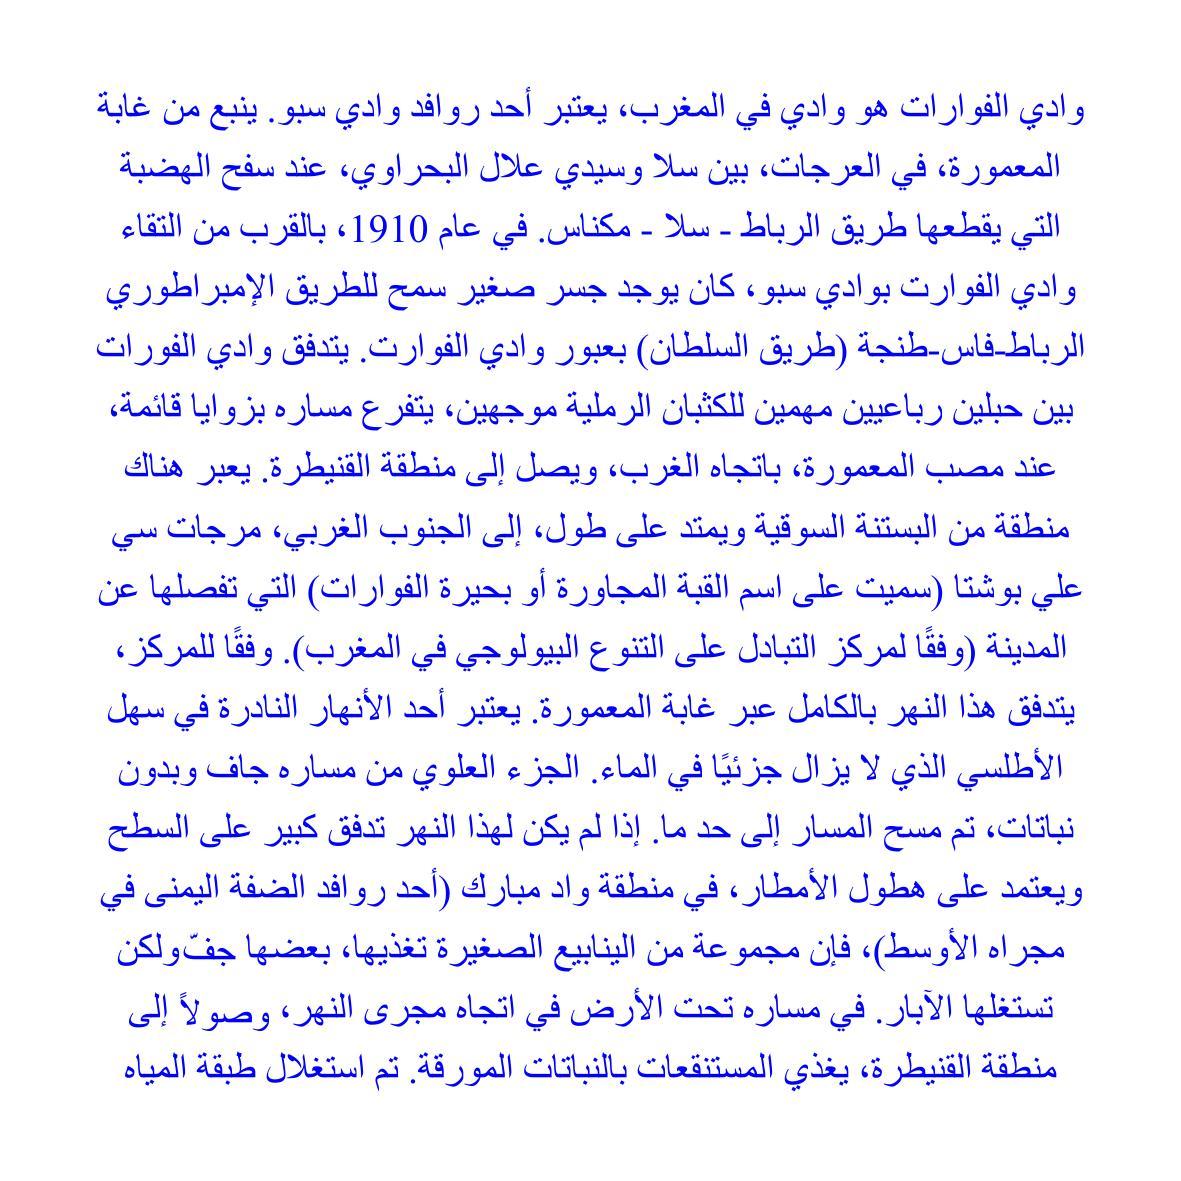 وادي الفوارات هو وادي في المغرب، يعتبر أحد روافد وادي سبو. ينبع من غابة
المعمورة، في العرجات، بين سلا وسيدي علال البحراوي، عند سفح الهضبة
التي يقطعها طريق الرباط - سلا - مكناس. في عام 1910، بالقرب من التقاء
وادي الفوارت بوادي سبو، كان يوجد جسر صغير سمح للطريق الإمبراطوري
الرباط-فاس-طنجة (طريق السلطان) بعبور وادي الفوارت. يتدفق وادي الفورات
بين حبلين رباعيين مهمين للكثبان الرملية موجهين، يتفرع مساره بزوايا قائمة،
عند مصب المعمورة، باتجاه الغرب، ويصل إلى منطقة القنيطرة. يعبر هناك
منطقة من البستنة السوقية ويمتد على طول، إلى الجنوب الغربي، مرجات سي
علي بوشتا (سميت على اسم القبة المجاورة أو بحيرة الفوارات) التي تفصلها عن
المدينة (وفقًا لمركز التبادل على التنوع البيولوجي في المغرب). وفقًا للمركز،
يتدفق هذا النهر بالكامل عبر غابة المعمورة. يعتبر أحد الأنهار النادرة في سهل
الأطلسي الذي لا يزال جزئيًا في الماء. الجزء العلوي من مساره جاف وبدون
نباتات، تم مسح المسار إلى حد ما. إذا لم يكن لهذا النهر تدفق كبير على السطح
ويعتمد على هطول الأمطار، في منطقة واد مبارك (أحد روافد الضفة اليمنى في
مجراه الأوسط)، فإن مجموعة من الينابيع الصغيرة تغذيها، بعضها جفّ ولكن
تستغلها الآبار. في مساره تحت الأرض في اتجاه مجرى النهر، وصولاً إلى
منطقة القنيطرة، يغذي المستنقعات بالنباتات المورقة. تم استغلال طبقة المياه